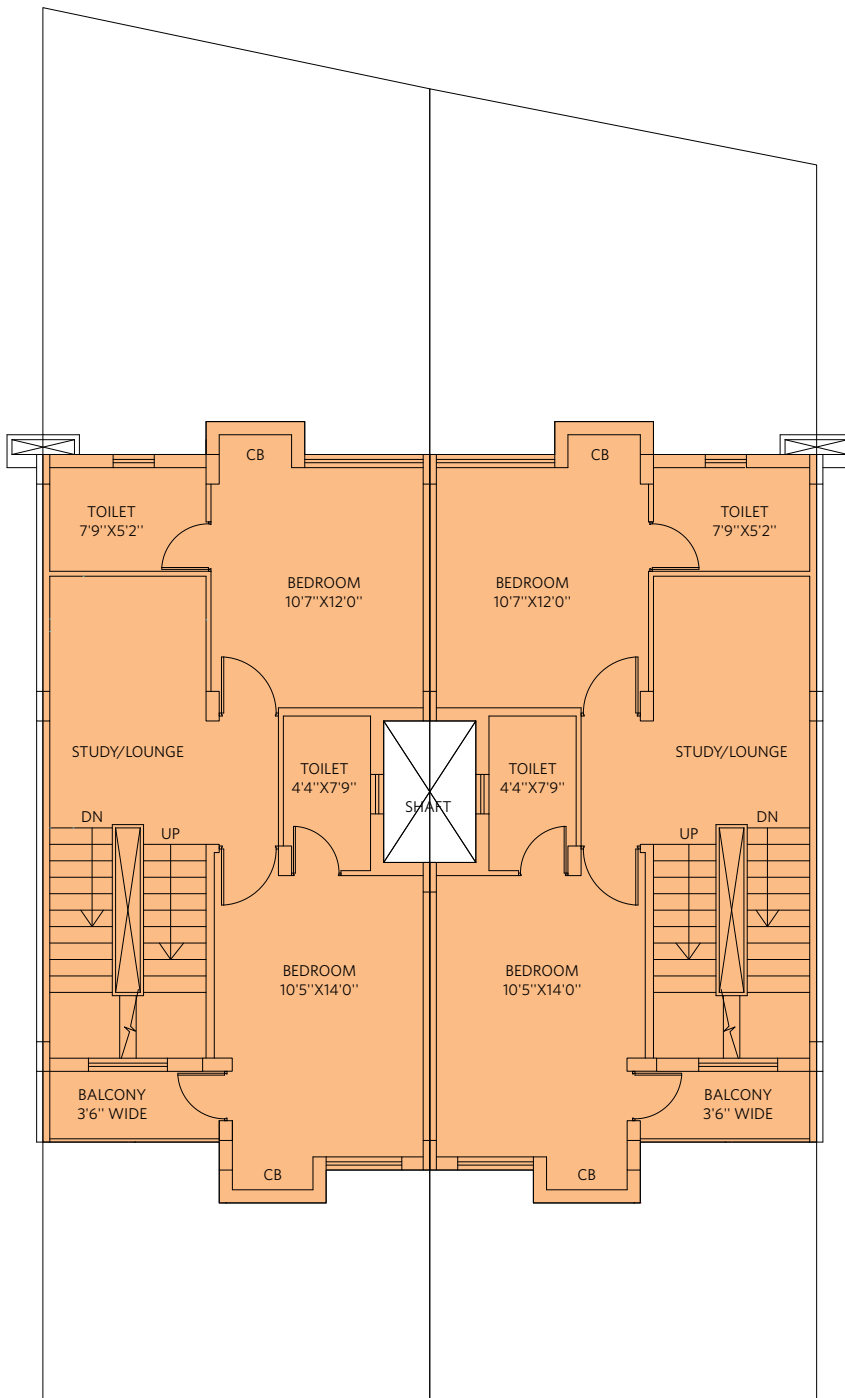 CB
CB
TOILET
7'9''X5'2''
TOILET
7'9''X5'2''
BEDROOM
10'7''X12'0''
BEDROOM
10'7''X12'0''
STUDY/LOUNGE
STUDY/LOUNGE
TOILET
4'4''X7'9''
TOILET
4'4''X7'9''
SHAFT
DN
UP
UP
DN
BEDROOM
10'5''X14'0''
BEDROOM
10'5''X14'0''
BALCONY
3'6'' WIDE
BALCONY
3'6'' WIDE
CB
CB